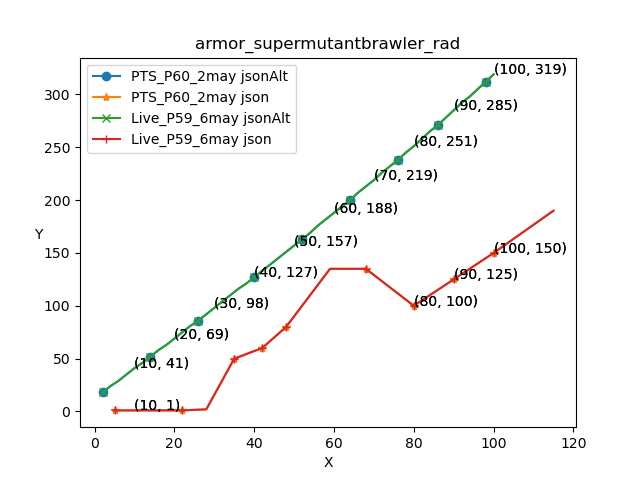 armor_supermutantbrawler_rad
PTS_P60_2may jsonAlt
PTS_P60_2may json
Live_P59_6may jsonAlt
Live_P59_6may json
(100, 319)
(90, 285)
(80, 251)
(70, 219)
(60, 188)
(50, 157)
(40, 127)
(30, 98)
(20, 69)
(10, 41)
(10, 1)
(100, 150)
(90, 125)
(80, 100)
300
250
200
150
100
50
0
Y
0 20 40 60 80 100 120
X